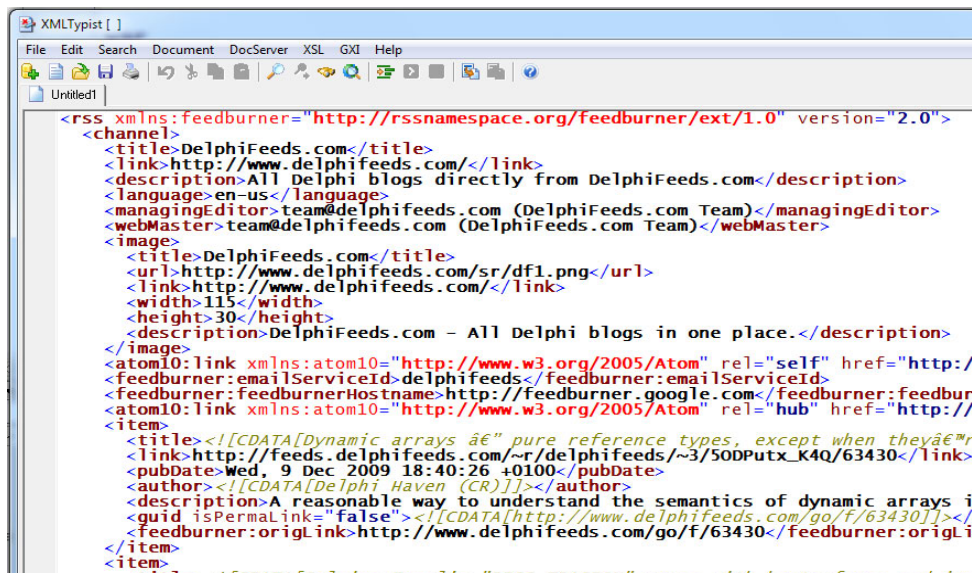 XMLTypist [ ]
File Edit Search Document DocServer XSL GXI Help
Untitled1
<rss xmlns:feedburner="http://rssnamespace.org/feedburner/ext/1.0" version="2.0">
<channel>
<title>DelphiFeeds.com</title>
<link>http://www.delphifeeds.com/</link>
<description>All Delphi blogs directly from DelphiFeeds.com</description>
<language>en-us</language>
<managingEditor>team@delphifeeds.com (DelphiFeeds.com Team)</managingEditor>
<webMaster>team@delphifeeds.com (DelphiFeeds.com Team)</webMaster>
<image>
<title>DelphiFeeds.com</title>
<url>http://www.delphifeeds.com/sr/df1.png</url>
<link>http://www.delphifeeds.com/</link>
<width>115</width>
<height>30</height>
<description>DelphiFeeds.com - All Delphi blogs in one place.</description>
</image>
<atom10:link xmlns:atom10="http://www.w3.org/2005/Atom" rel="self" href="http:/
<feedburner:emailServiceId>delphifeeds</feedburner:emailServiceId>
<feedburner:feedburnerHostname>http://feedburner.google.com</feedburner:feedbur
<atom10:link xmlns:atom10="http://www.w3.org/2005/Atom" rel="hub" href="http://
<item>
<title><![CDATA[Dynamic arrays â€” pure reference types, except when theyâ€™r
<link>http://feeds.delphifeeds.com/~r/delphifeeds/~3/5ODPutx_K4Q/63430</link>
<pubDate>Wed, 9 Dec 2009 18:40:26 +0100</pubDate>
<author><![CDATA[Delphi Haven (CR)]]></author>
<description>A reasonable way to understand the semantics of dynamic arrays i
<guid isPermaLink="false"><![CDATA[http://www.delphifeeds.com/go/f/63430]]></
<feedburner:origLink>http://www.delphifeeds.com/go/f/63430</feedburner:origLi
</item>
<item>